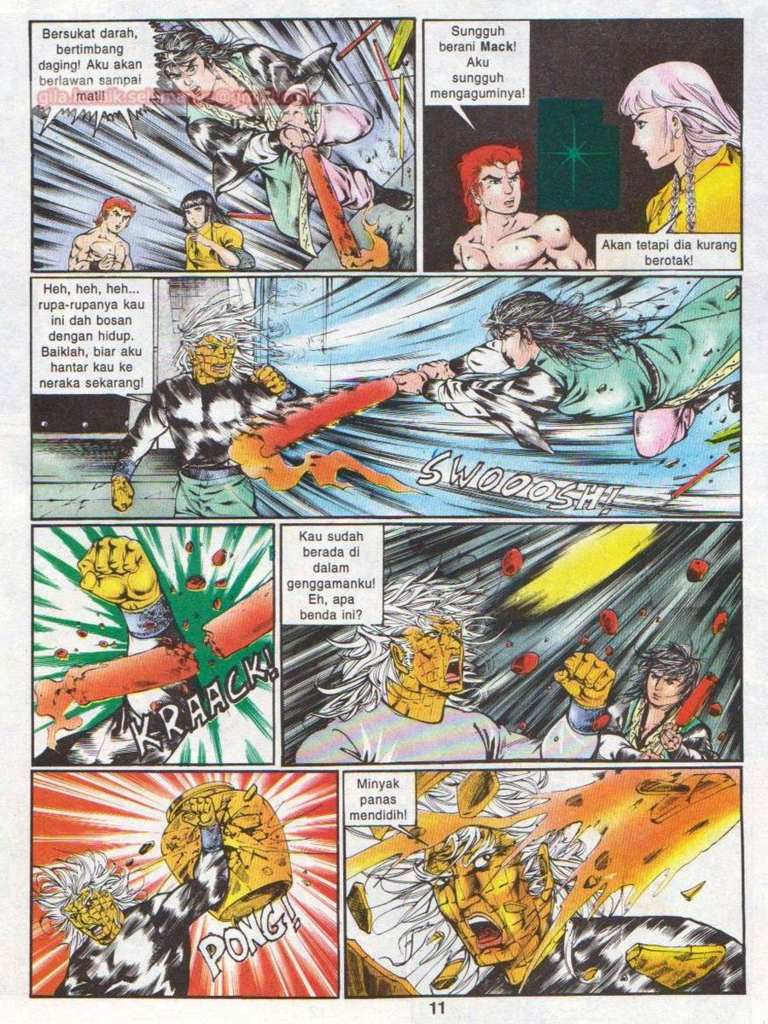 Bersukat darah,
bertimbang
daging! Aku akan
berlawan sampai
mati!
Sungguh
berani Mack!
Aku
sungguh
mengaguminya!
Akan tetapi dia kurang
berotak!
Heh, heh, heh...
rupa-rupanya kau
ini dah bosan
dengan hidup.
Baiklah, biar aku
hantar kau ke
neraka sekarang!
SWOOOSH!
KRAACK!
Kau sudah
berada di
dalam
genggamanku!
Eh, apa
benda ini?
PONG!
Minyak
panas
mendidih!
11